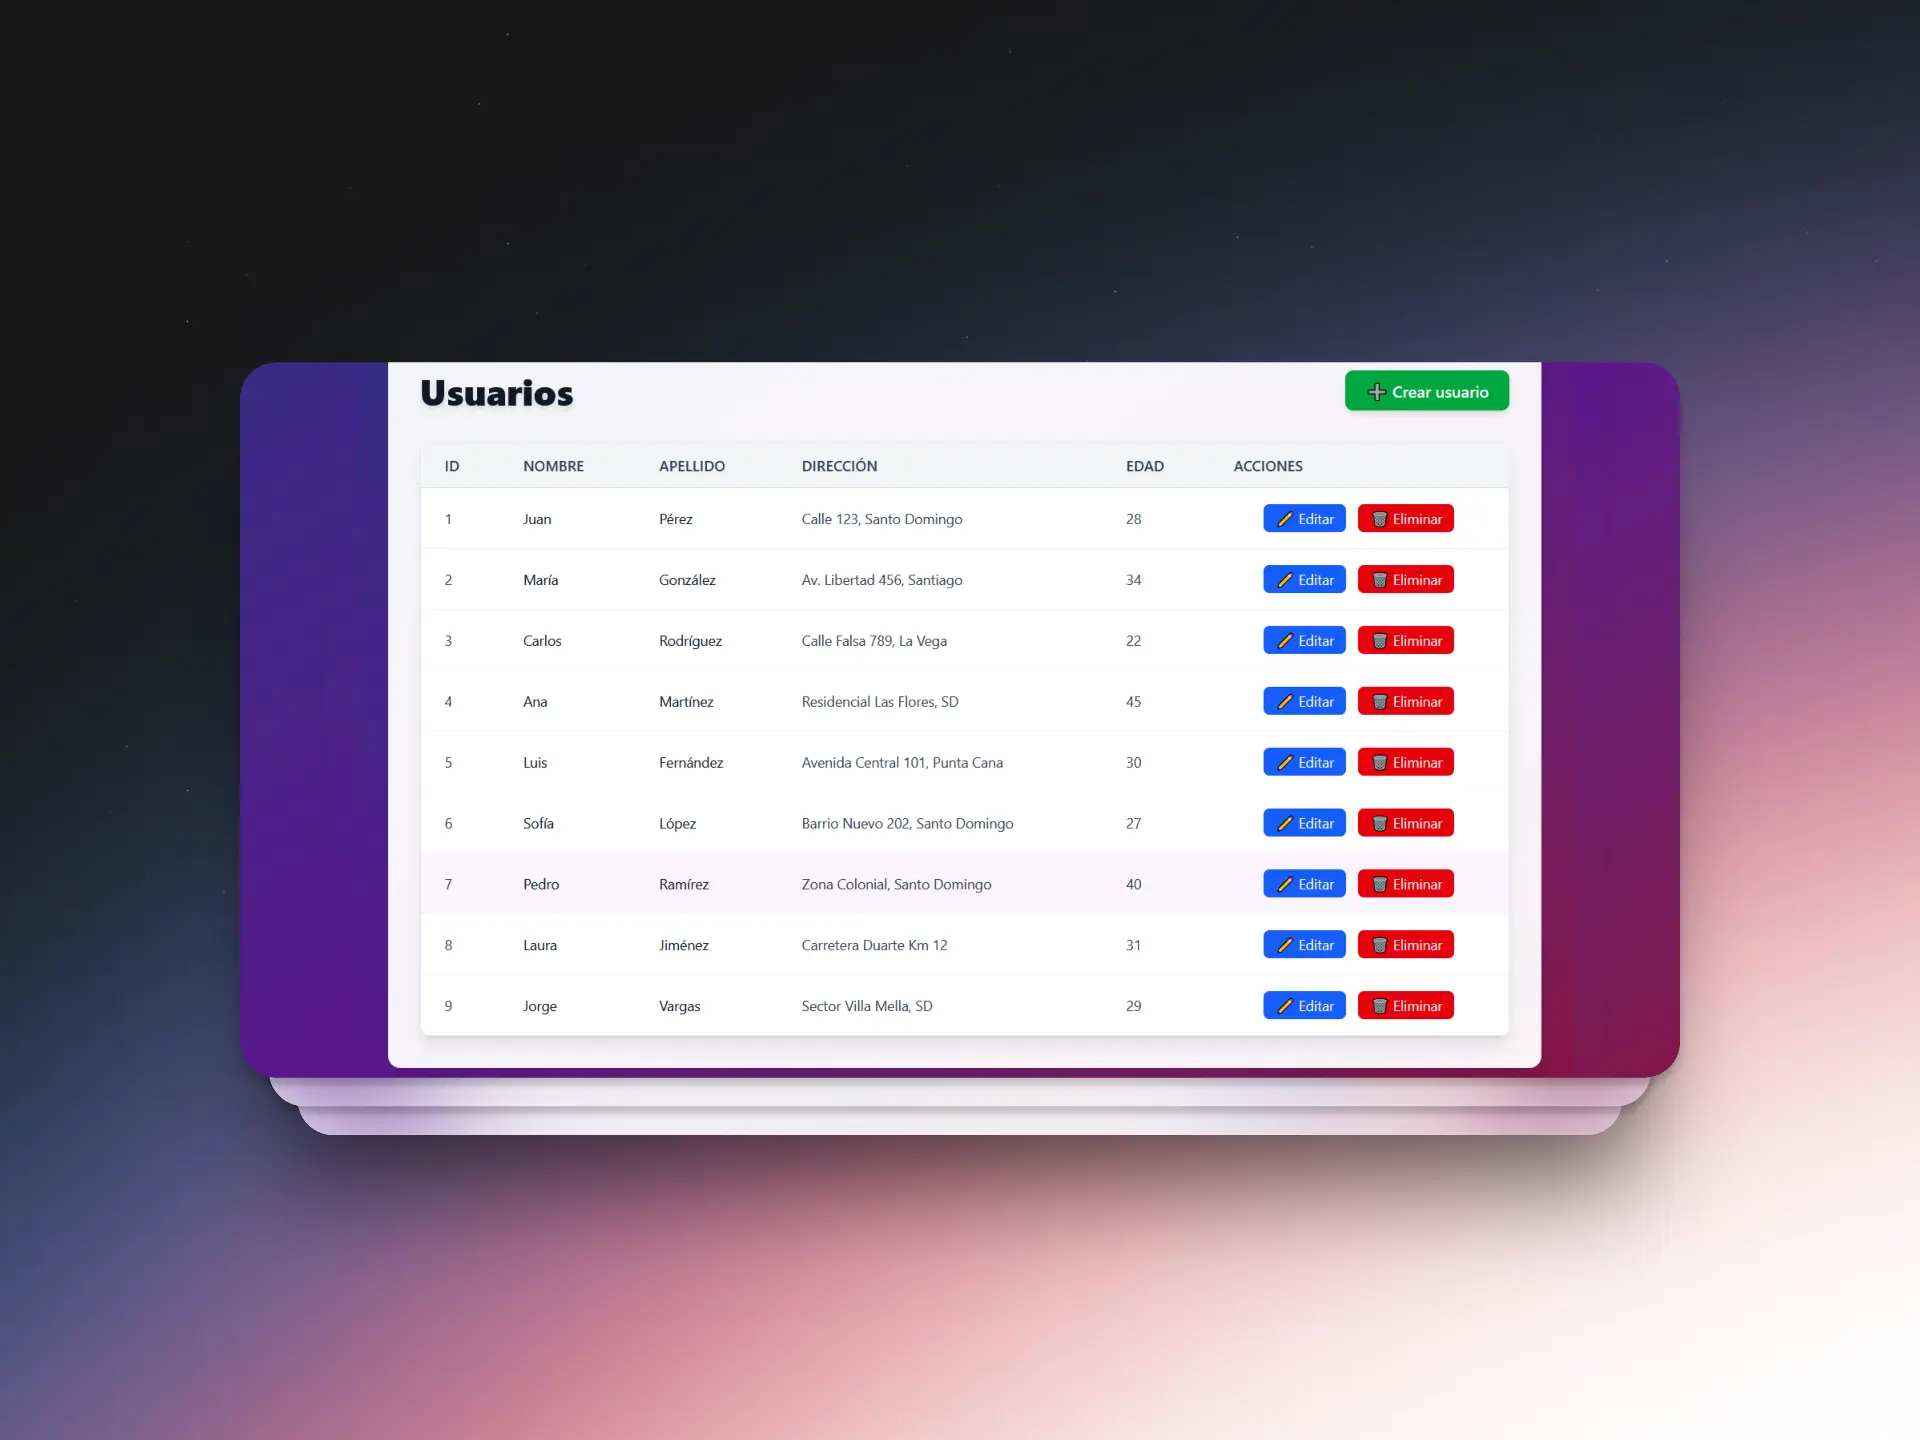 Usuarios
➕ Crear usuario
ID NOMBRE APELLIDO DIRECCIÓN EDAD ACCIONES
1 Juan Pérez Calle 123, Santo Domingo 28 Editar Eliminar
2 María González Av. Libertad 456, Santiago 34 Editar Eliminar
3 Carlos Rodríguez Calle Falsa 789, La Vega 22 Editar Eliminar
4 Ana Martínez Residencial Las Flores, SD 45 Editar Eliminar
5 Luis Fernández Avenida Central 101, Punta Cana 30 Editar Eliminar
6 Sofía López Barrio Nuevo 202, Santo Domingo 27 Editar Eliminar
7 Pedro Ramírez Zona Colonial, Santo Domingo 40 Editar Eliminar
8 Laura Jiménez Carretera Duarte Km 12 31 Editar Eliminar
9 Jorge Vargas Sector Villa Mella, SD 29 Editar Eliminar